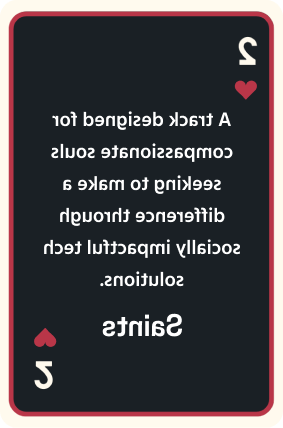 2
A track designed for
compassionate souls
seeking to make a
difference through
socially impactful tech
solutions.
Saints
2